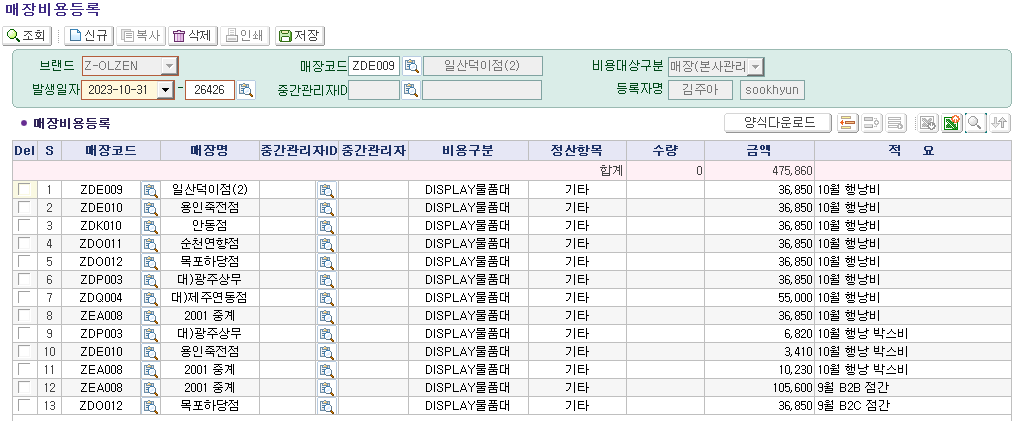 매장비용등록
조회 신규 복사 삭제 인쇄 저장
브랜드 Z-OLZEN 매장코드 ZDE009 일산덕이점(2) 비용대상구분 매장(본사관리
발생일자 2023-10-31 - 26426 중간관리자ID 등록자명 김주아 sookhyun
매장비용등록 양식다운로드
Del S 매장코드 매장명 중간관리자ID 중간관리자 비용구분 정산항목 수량 금액 적 요
합계 0 475,860
1 ZDE009 일산덕이점(2) DISPLAY물품대 기타 36,850 10월 행낭비
2 ZDE010 용인죽전점 DISPLAY물품대 기타 36,850 10월 행낭비
3 ZDK010 안동점 DISPLAY물품대 기타 36,850 10월 행낭비
4 ZDO011 순천연향점 DISPLAY물품대 기타 36,850 10월 행낭비
5 ZDO012 목포하당점 DISPLAY물품대 기타 36,850 10월 행낭비
6 ZDP003 대)광주상무 DISPLAY물품대 기타 36,850 10월 행낭비
7 ZDQ004 대)제주연동점 DISPLAY물품대 기타 55,000 10월 행낭비
8 ZEA008 2001 중계 DISPLAY물품대 기타 36,850 10월 행낭비
9 ZDP003 대)광주상무 DISPLAY물품대 기타 6,820 10월 행낭 박스비
10 ZDE010 용인죽전점 DISPLAY물품대 기타 3,410 10월 행낭 박스비
11 ZEA008 2001 중계 DISPLAY물품대 기타 10,230 10월 행낭 박스비
12 ZEA008 2001 중계 DISPLAY물품대 기타 105,600 9월 B2B 점간
13 ZDO012 목포하당점 DISPLAY물품대 기타 36,850 9월 B2C 점간